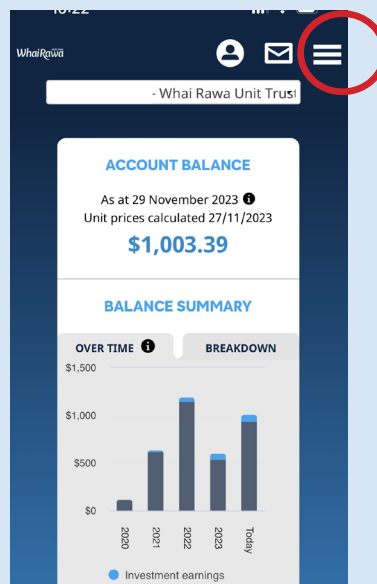 10:22
WhaiRawa
- Whai Rawa Unit Trust
ACCOUNT BALANCE
As at 29 November 2023
Unit prices calculated 27/11/2023
$1,003.39
BALANCE SUMMARY
OVER TIME
BREAKDOWN
$1,500
$1,000
$500
$0
2020
2021
2022
2023
Today
Investment earnings